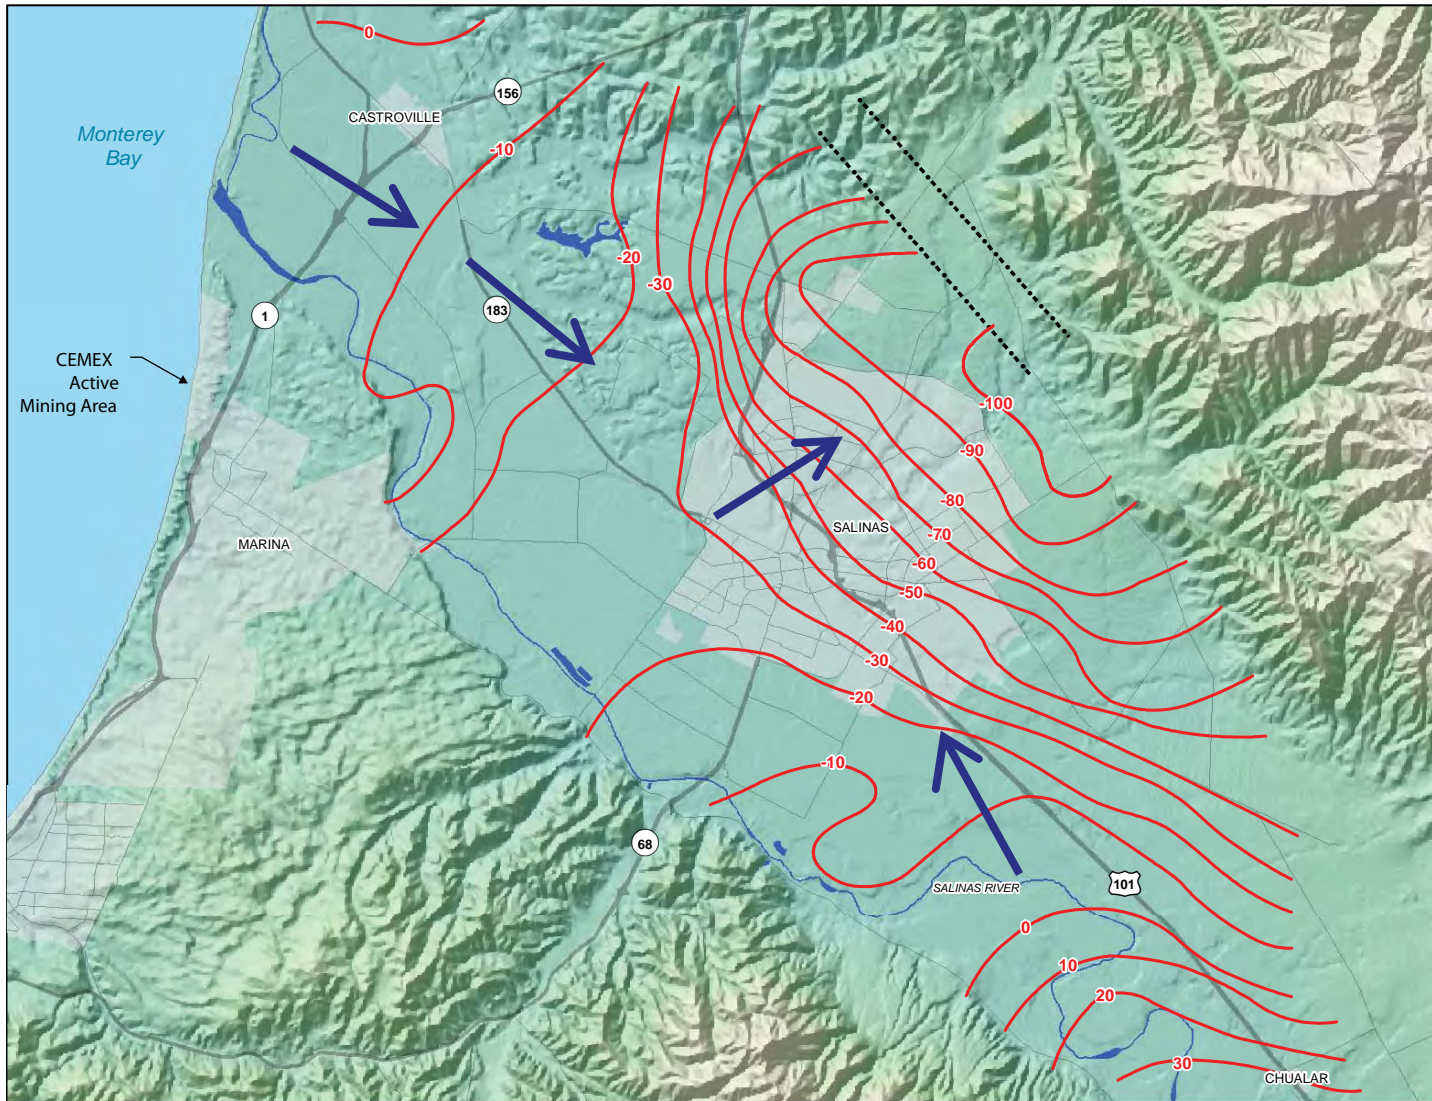 0
156
CASTROVILLE
Monterey
Bay
-10
-20
-30
183
1
CEMEX
Active
Mining Area
-100
-90
-80
SALINAS
-70
MARINA
-60
-50
-40
-30
-20
-10
68
SALINAS RIVER
101
0
10
20
30
CHUALAR